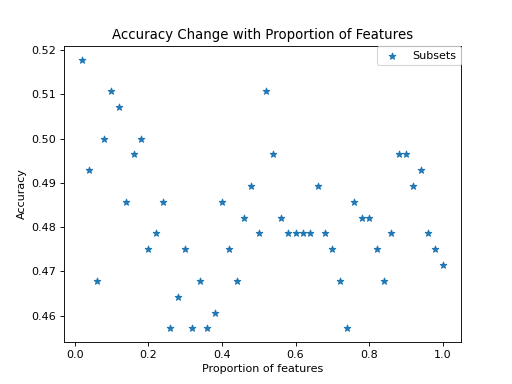 Accuracy Change with Proportion of Features
Subsets
0.52
0.51
0.50
0.49
0.48
0.47
0.46
Accuracy
0.0 0.2 0.4 0.6 0.8 1.0
Proportion of features